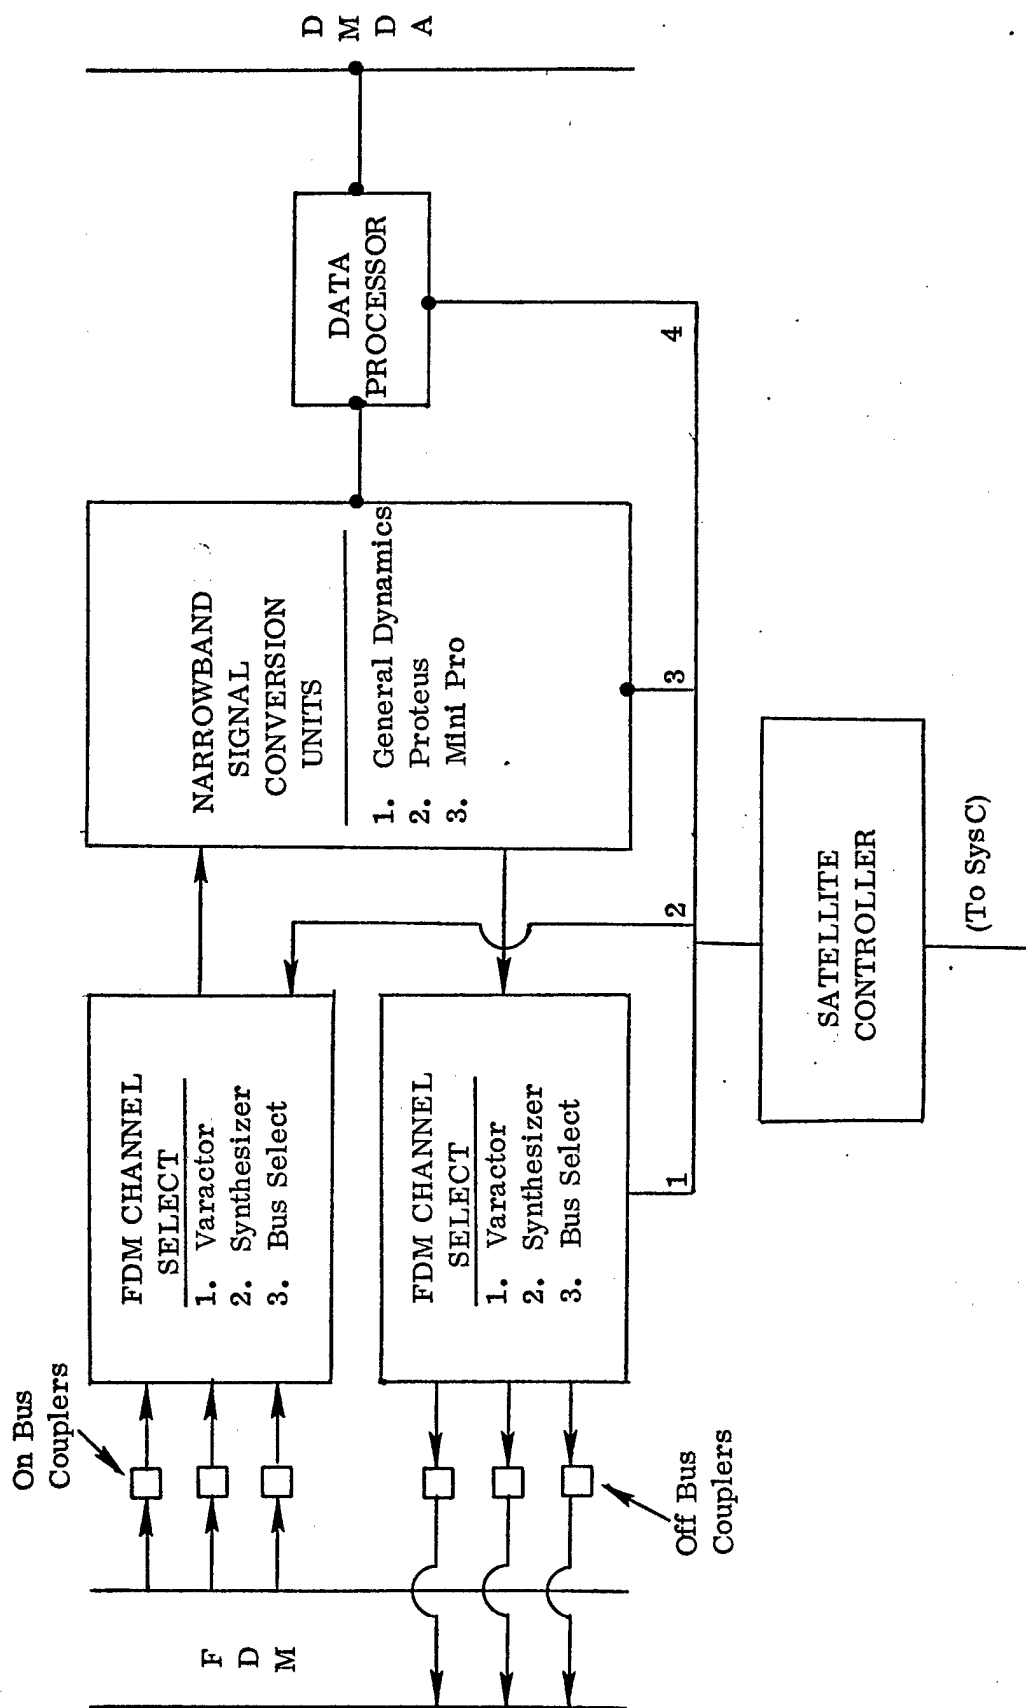 On Bus
Couplers
F
D
M
FDM CHANNEL
SELECT
1. Varactor
2. Synthesizer
3. Bus Select
FDM CHANNEL
SELECT
1. Varactor
2. Synthesizer
3. Bus Select
Off Bus
Couplers
NARROWBAND
SIGNAL
CONVERSION
UNITS
1. General Dynamics
2. Proteus
3. Mini Pro
DATA
PROCESSOR
D
M
D
A
1
2
3
4
SATELLITE
CONTROLLER
(To SysC)